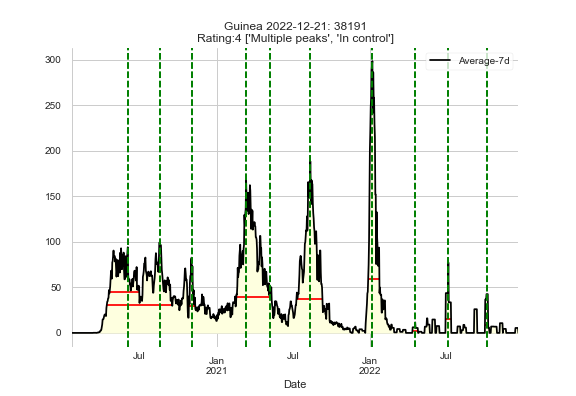 Guinea 2022-12-21: 38191
Rating:4 ['Multiple peaks', 'In control']
Average-7d
300
250
200
150
100
50
0
Jul
Jan
2021
Jul
Jan
2022
Jul
Date